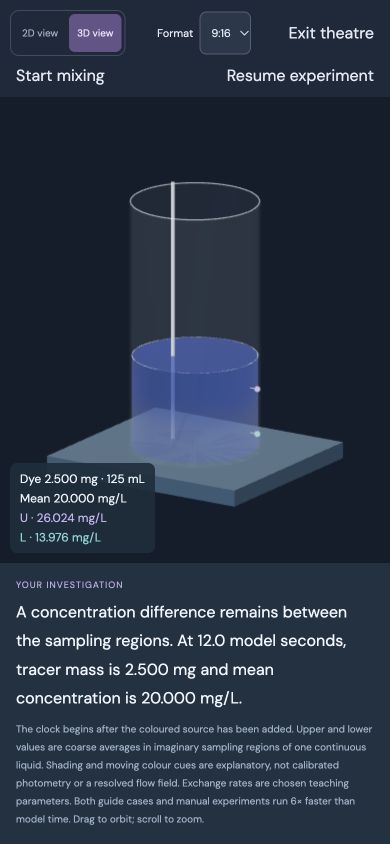 2D view 3D view Format 9:16 Exit theatre
Start mixing Resume experiment
Dye 2.500 mg · 125 mL
Mean 20.000 mg/L
U · 26.024 mg/L
L · 13.976 mg/L
YOUR INVESTIGATION
A concentration difference remains between
the sampling regions. At 12.0 model seconds,
tracer mass is 2.500 mg and mean
concentration is 20.000 mg/L.
The clock begins after the coloured source has been added. Upper and lower
values are coarse averages in imaginary sampling regions of one continuous
liquid. Shading and moving colour cues are explanatory, not calibrated
photometry or a resolved flow field. Exchange rates are chosen teaching
parameters. Both guide cases and manual experiments run 6× faster than
model time. Drag to orbit; scroll to zoom.